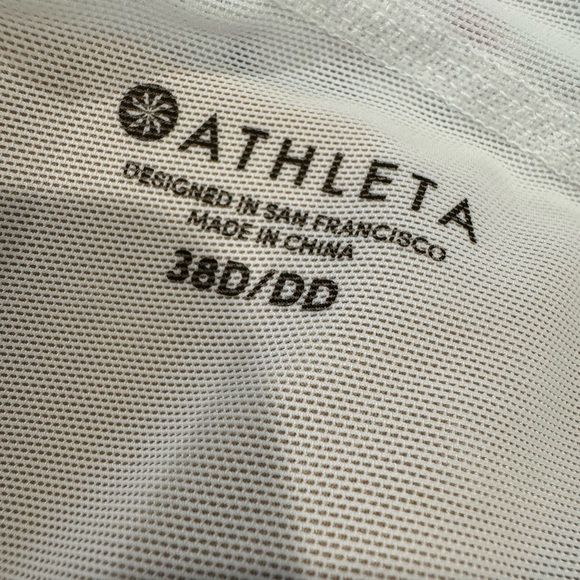 ATHLETA
DESIGNED IN SAN FRANCISCO
MADE IN CHINA
38D/DD